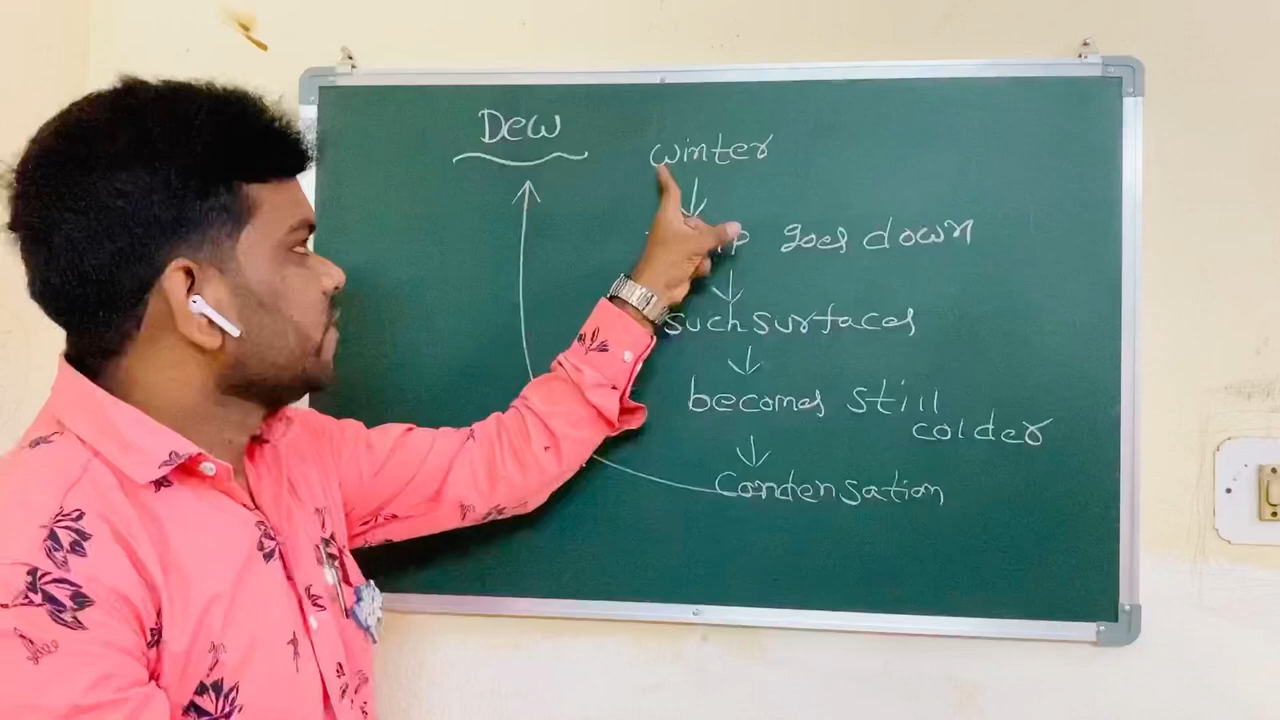 Dew
winter
goes down
such surfaces
becomes still
colder
Condensation